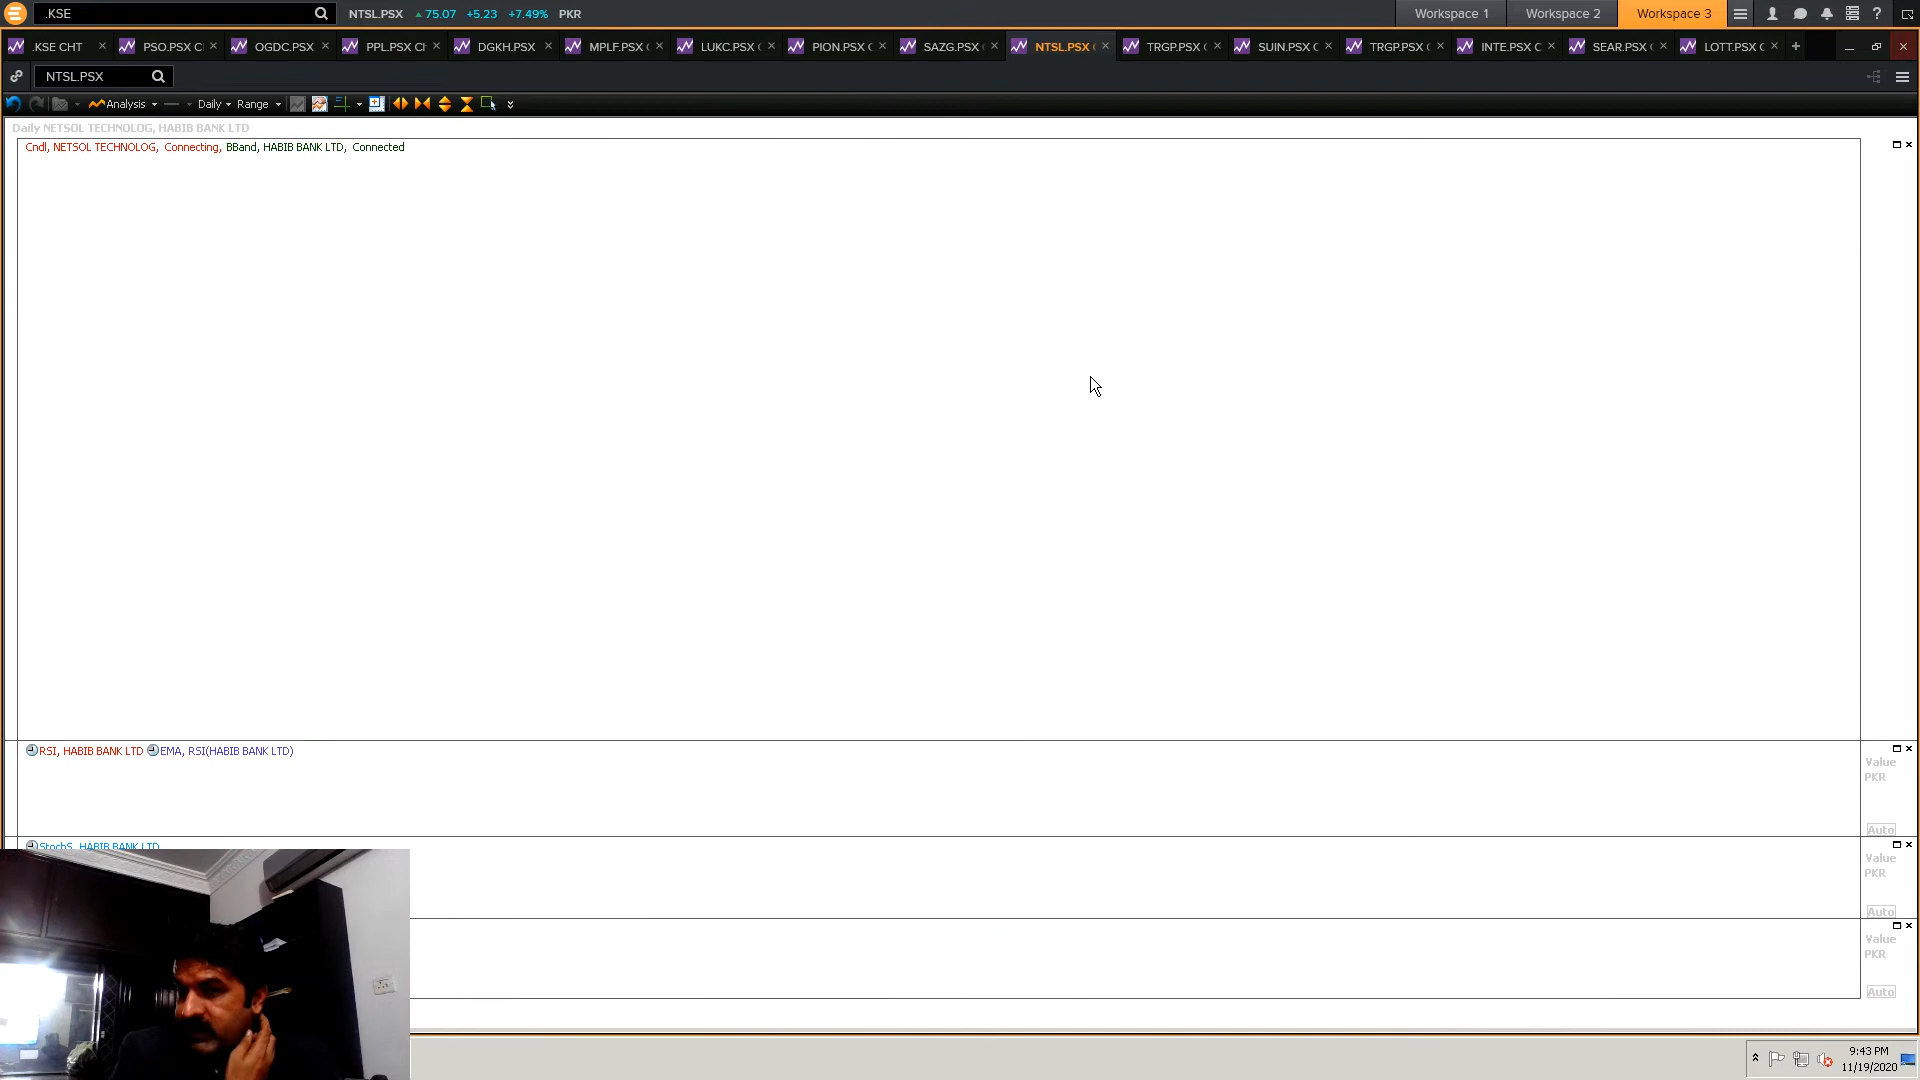 .KSE NTSL.PSX 75.07 +5.23 +7.49% PKR Workspace 1 Workspace 2 Workspace 3 ?
.KSE CHT PSO.PSX C OGDC.PSX PPL.PSX CH DGKH.PSX MPLF.PSX C LUKC.PSX C PION.PSX C SAZG.PSX C NTSL.PSX C TRGP.PSX C SUIN.PSX C TRGP.PSX C INTE.PSX C SEAR.PSX C LOTT.PSX C
NTSL.PSX
Analysis Daily Range
Daily NETSOL TECHNOLOG, HABIB BANK LTD
Cndl, NETSOL TECHNOLOG, Connecting, BBand, HABIB BANK LTD, Connected
RSI, HABIB BANK LTD EMA, RSI(HABIB BANK LTD)
Value
PKR
Auto
StochS, HABIB BANK LTD
Value
PKR
Auto
Value
PKR
Auto
9:43 PM
11/19/2020